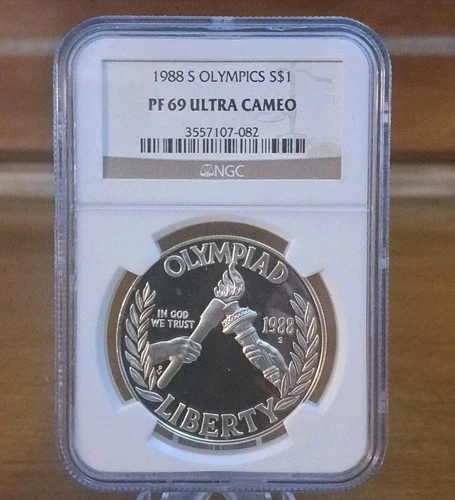 1988 S OLYMPICS S$1
PF 69 ULTRA CAMEO
3557107-082
NGC
OLYMPIAD
IN GOD
WE TRUST
1988
S
LIBERTY